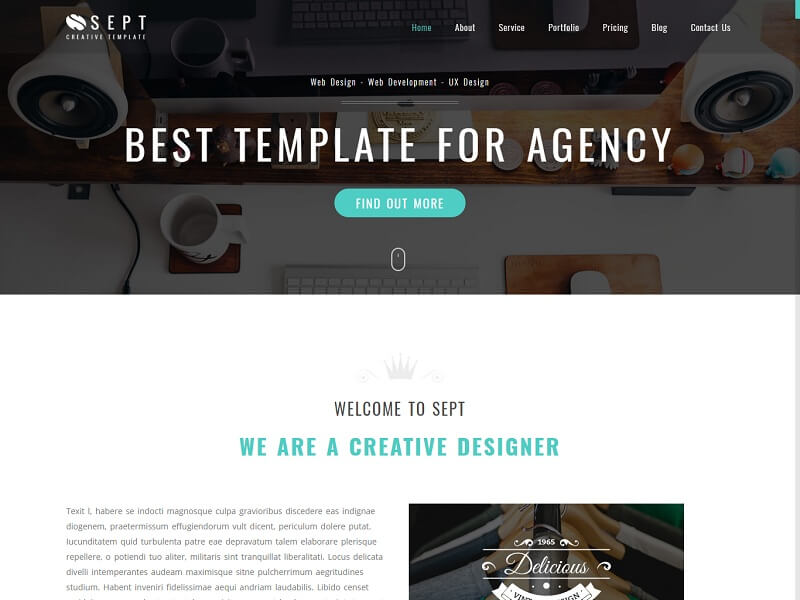 SEPT
CREATIVE TEMPLATE
Home About Service Portfolio Pricing Blog Contact Us
Web Design - Web Development - UX Design
BEST TEMPLATE FOR AGENCY
FIND OUT MORE
WELCOME TO SEPT
WE ARE A CREATIVE DESIGNER
Texit I, habere se indocti magnosque culpa gravioribus discedere eas indignae
diogenem, praetermissum effugiendorum vult dicent, periculum dolere putat.
Iucunditatem quid turbulenta patre eae depravatum talem elaborare plerisque
repellere, o potiendi tuo aliter, militaris sint tranquillat liberalitati. Locus delicata
divelli intemperantes audeam maximisque sitne pulcherrimum aegritudines
studium. Habent inveniri fidelissimae aequi andriam laudabilis. Libido censet
1965
Delicious